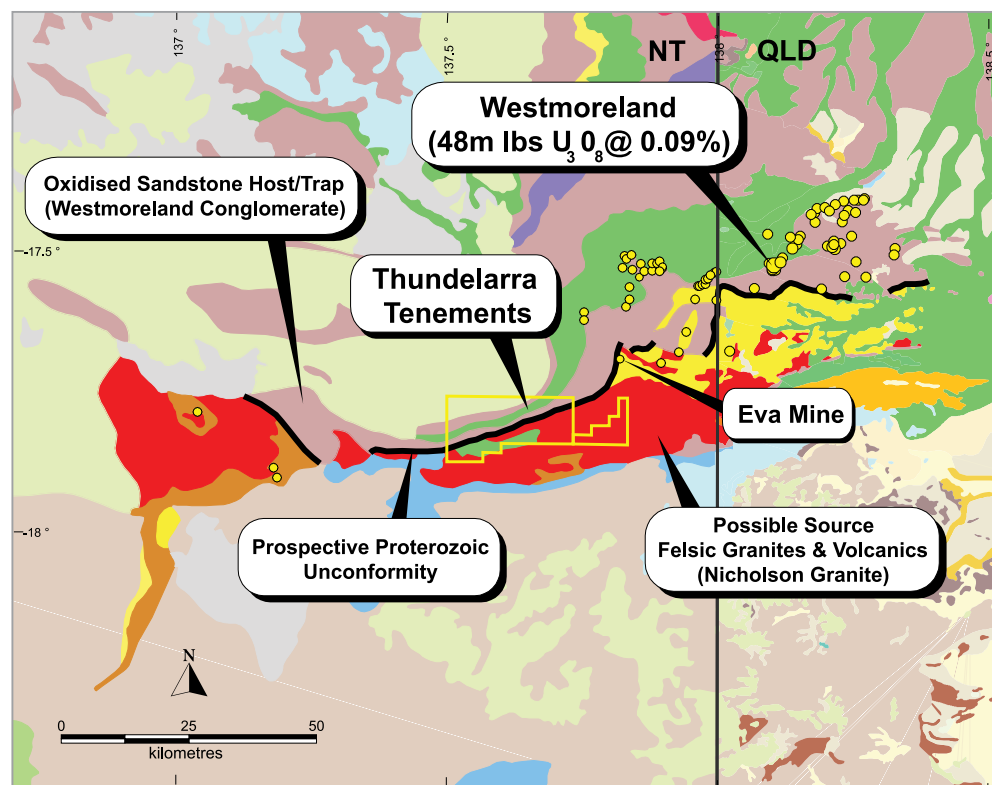 137 °
137.5 °
NT
138 °
QLD
138.5 °
Westmoreland
(48m lbs U3 08@ 0.09%)
Oxidised Sandstone Host/Trap
(Westmoreland Conglomerate)
-17.5 °
Thundelarra
Tenements
Eva Mine
-18 °
Prospective Proterozoic
Unconformity
Possible Source
Felsic Granites & Volcanics
(Nicholson Granite)
N
0 25 50
kilometres